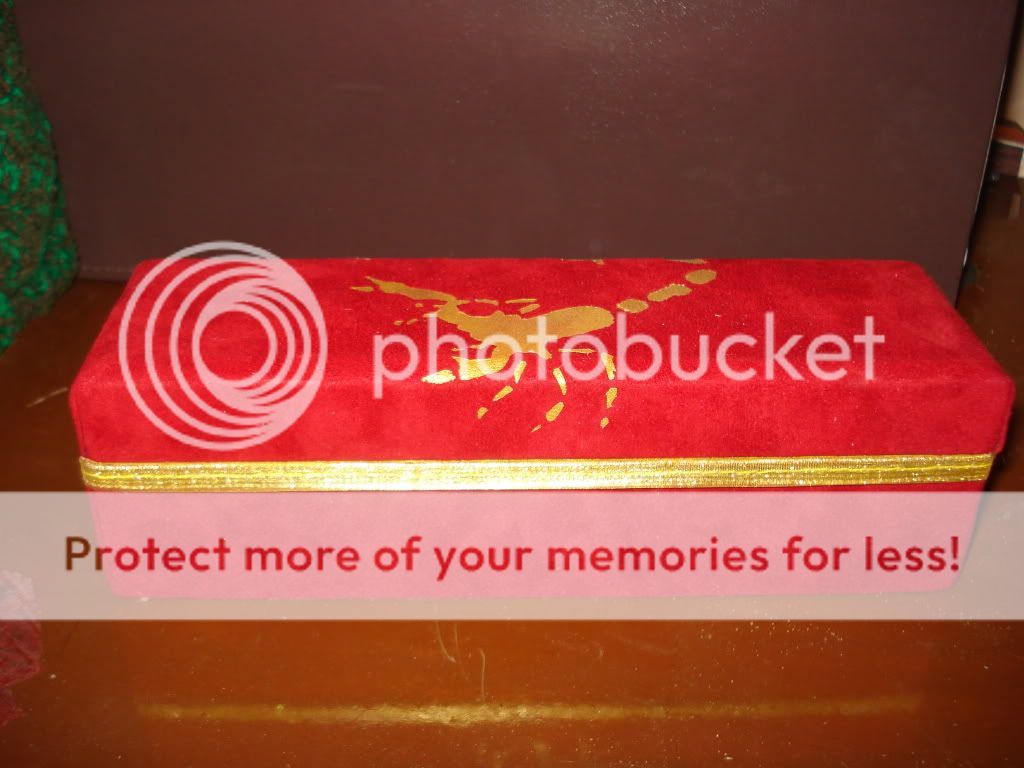 photobucket
Protect more of your memories for less!